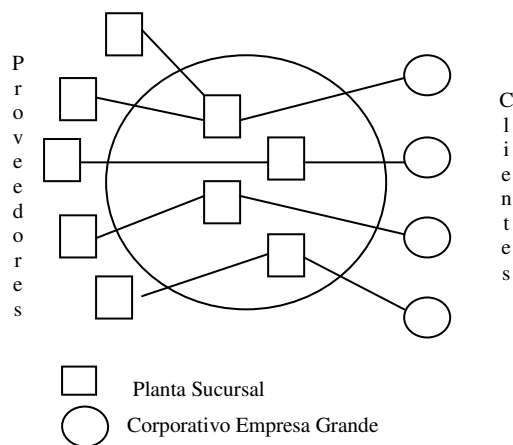 Proveedores
Clientes
Planta Sucursal
Corporativo Empresa Grande